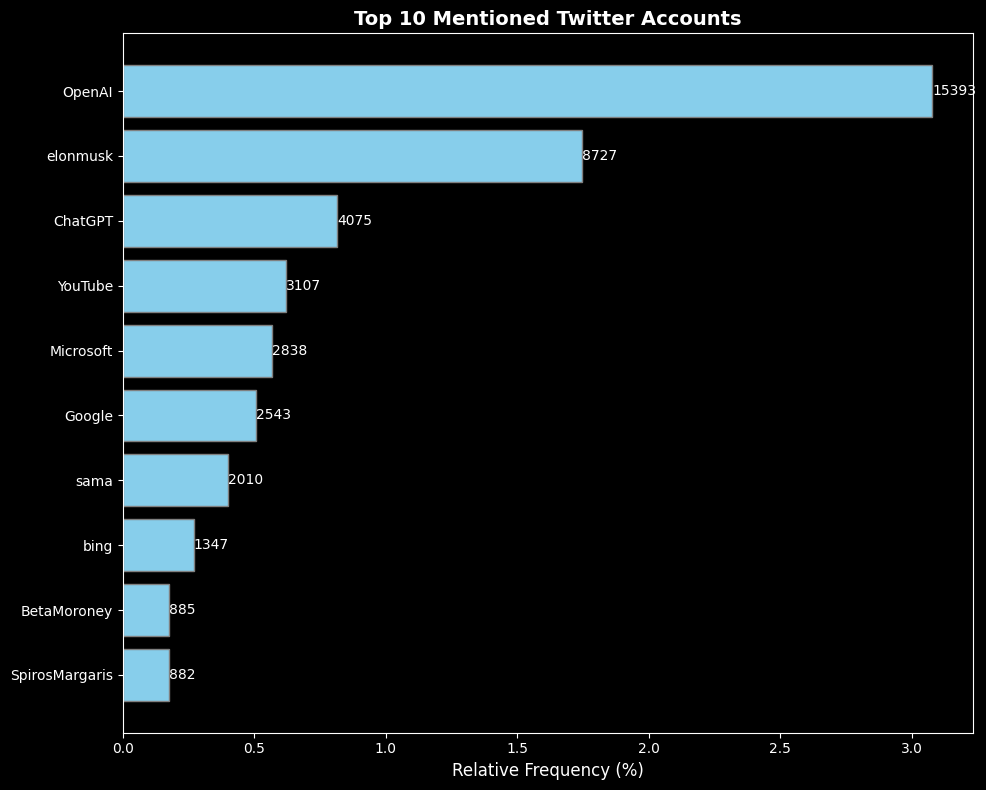 Top 10 Mentioned Twitter Accounts
OpenAI 15393
elonmusk 8727
ChatGPT 4075
YouTube 3107
Microsoft 2838
Google 2543
sama 2010
bing 1347
BetaMoroney 885
SpirosMargaris 882
0.0 0.5 1.0 1.5 2.0 2.5 3.0
Relative Frequency (%)